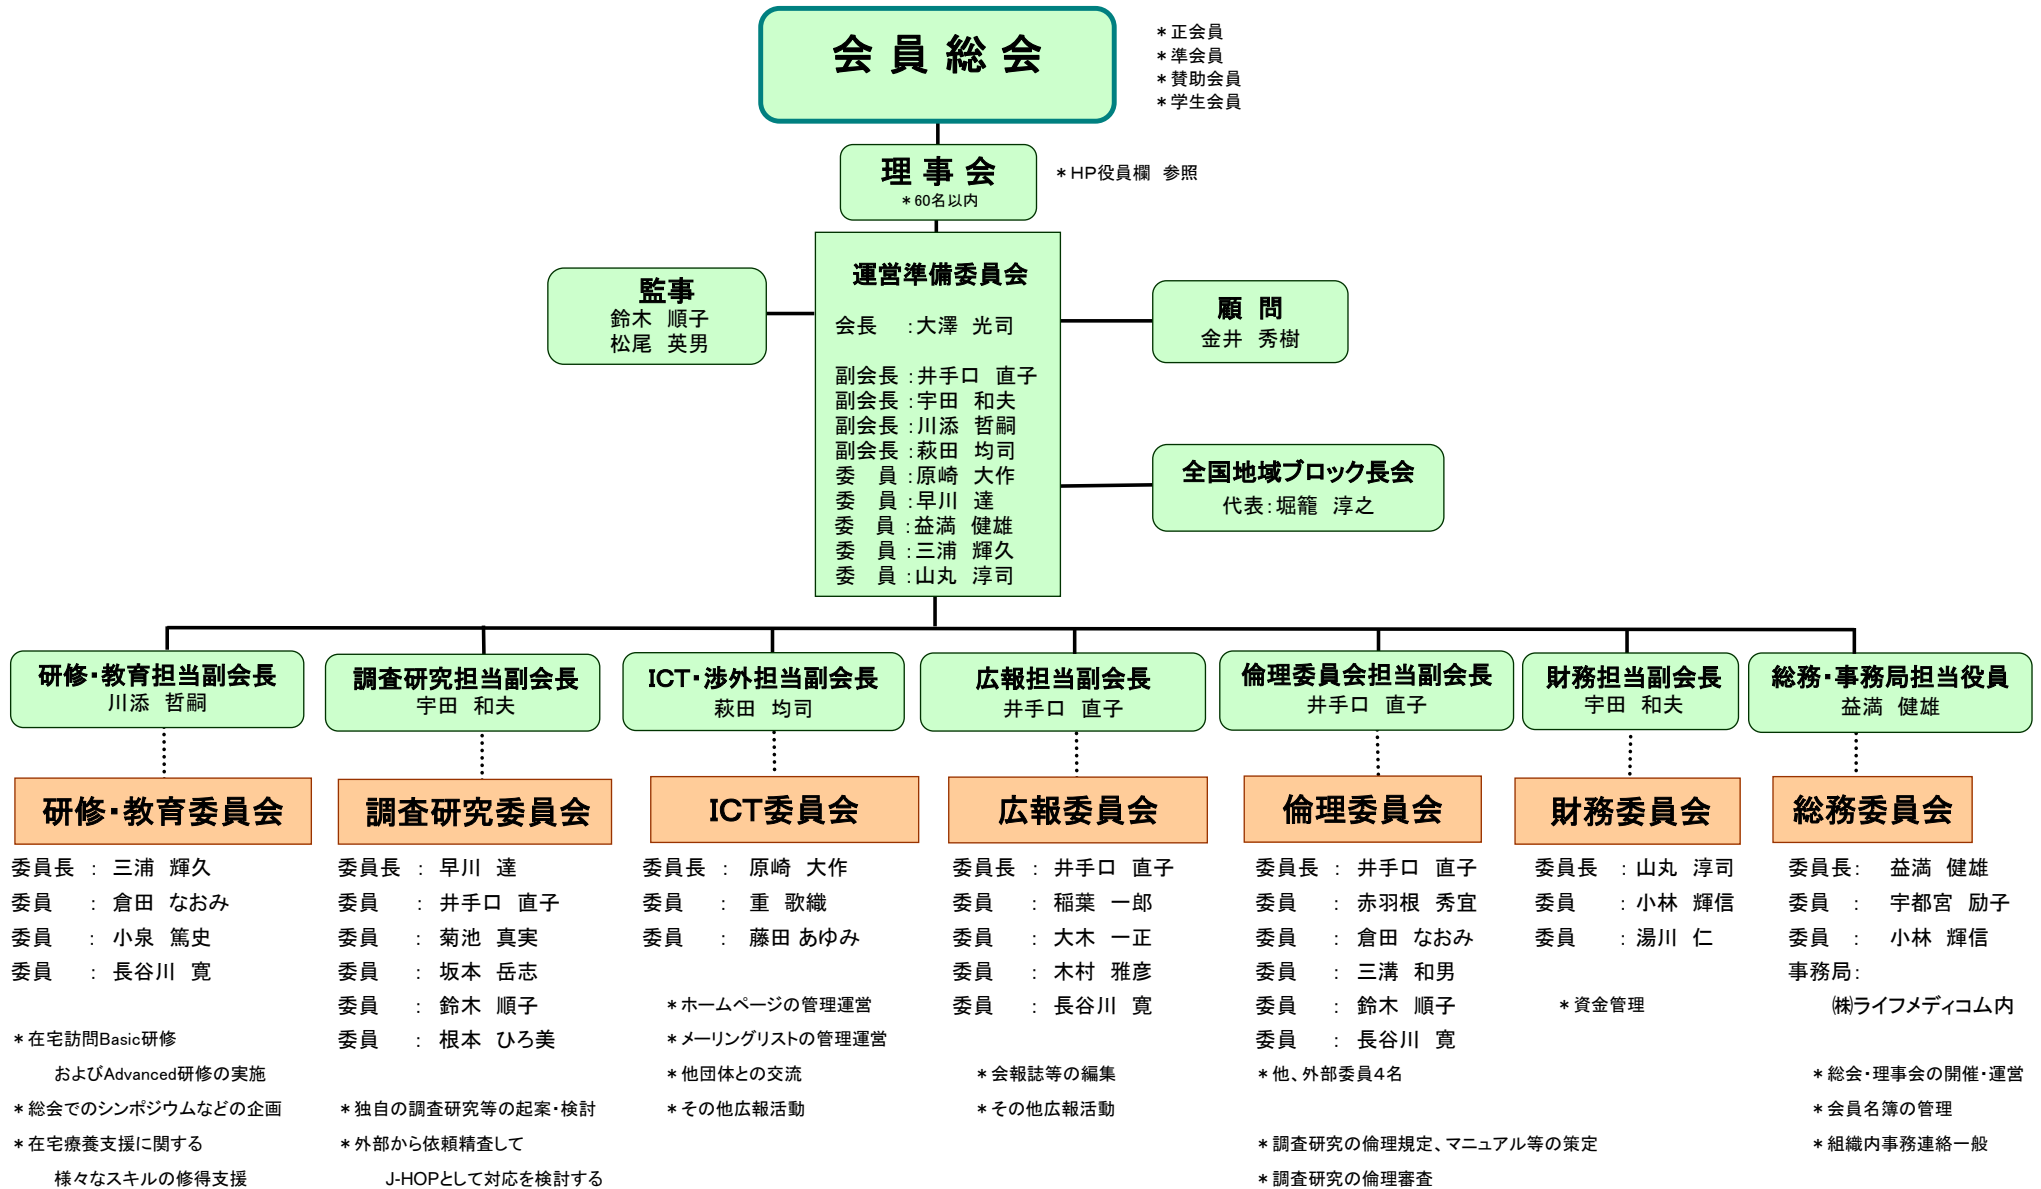 会 員 総 会
＊正会員
＊準会員
＊賛助会員
＊学生会員
理 事 会
＊60名以内
＊HP役員欄　参照
運営準備委員会
会長　：大澤　光司
副会長：井手口　直子
副会長：宇田　和夫
副会長：川添　哲嗣
副会長：萩田　均司
委　員：原崎　大作
委　員：早川　達
委　員：益満　健雄
委　員：三浦　輝久
委　員：山丸　淳司
監事
鈴木　順子
松尾　英男
顧　問
金井　秀樹
全国地域ブロック長会
代表：堀籠　淳之
研修・教育担当副会長
川添　哲嗣
調査研究担当副会長
宇田　和夫
ICT・渉外担当副会長
萩田　均司
広報担当副会長
井手口　直子
倫理委員会担当副会長
井手口　直子
財務担当副会長
宇田　和夫
総務・事務局担当役員
益満　健雄
研修・教育委員会
委員長　：　三浦　輝久
委員　：　倉田　なおみ
委員　：　小泉　篤史
委員　：　長谷川　寛
＊在宅訪問Basic研修
およびAdvanced研修の実施
＊総会でのシンポジウムなどの企画
＊在宅療養支援に関する
様々なスキルの修得支援
調査研究委員会
委員長　：　早川　達
委員　：　井手口　直子
委員　：　菊池　真実
委員　：　坂本　岳志
委員　：　鈴木　順子
委員　：　根本　ひろ美
＊独自の調査研究等の起案・検討
＊外部から依頼精査して
J-HOPとして対応を検討する
ICT委員会
委員長　：　原崎　大作
委員　：　重　歌織
委員　：　藤田 あゆみ
＊ホームページの管理運営
＊メーリングリストの管理運営
＊他団体との交流
＊その他広報活動
広報委員会
委員長　：　井手口　直子
委員　：　稲葉　一郎
委員　：　大木　一正
委員　：　木村　雅彦
委員　：　長谷川　寛
＊会報誌等の編集
＊その他広報活動
倫理委員会
委員長　：　井手口　直子
委員　：　赤羽根　秀宜
委員　：　倉田　なおみ
委員　：　三溝　和男
委員　：　鈴木　順子
委員　：　長谷川　寛
＊他、外部委員４名
＊調査研究の倫理規定、マニュアル等の策定
＊調査研究の倫理審査
財務委員会
委員長　：山丸　淳司
委員　：小林　輝信
委員　：湯川　仁
＊資金管理
総務委員会
委員長：　益満　健雄
委員　：　宇都宮　励子
委員　：　小林　輝信
事務局：
㈱ライフメディコム内
＊総会・理事会の開催・運営
＊会員名簿の管理
＊組織内事務連絡一般